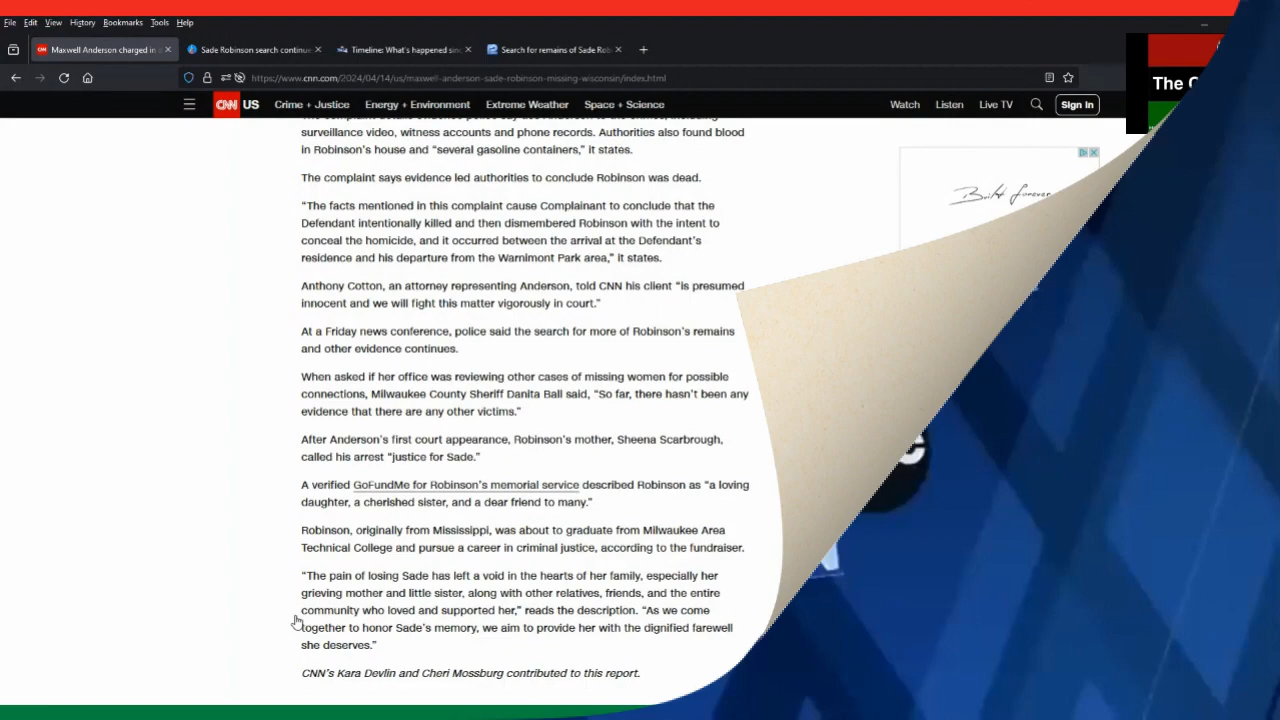 File Edit View History Bookmarks Tools Help
Maxwell Anderson charged in d
Sade Robinson search continue
Timeline: What's happened sinc
Search for remains of Sade Rob
https://www.cnn.com/2024/04/14/us/maxwell-anderson-sade-robinson-missing-wisconsin/index.html
CNN US Crime + Justice Energy + Environment Extreme Weather Space + Science Watch Listen Live TV Sign in
The
surveillance video, witness accounts and phone records. Authorities also found blood
in Robinson's house and “several gasoline containers,” it states.
The complaint says evidence led authorities to conclude Robinson was dead.
“The facts mentioned in this complaint cause Complainant to conclude that the
Defendant intentionally killed and then dismembered Robinson with the intent to
conceal the homicide, and it occurred between the arrival at the Defendant's
residence and his departure from the Warnimont Park area,” it states.
Anthony Cotton, an attorney representing Anderson, told CNN his client “is presumed
innocent and we will fight this matter vigorously in court.”
At a Friday news conference, police said the search for more of Robinson's remains
and other evidence continues.
When asked if her office was reviewing other cases of missing women for possible
connections, Milwaukee County Sheriff Danita Ball said, “So far, there hasn't been any
evidence that there are any other victims.”
After Anderson's first court appearance, Robinson's mother, Sheena Scarbrough,
called his arrest “justice for Sade.”
A verified GoFundMe for Robinson's memorial service described Robinson as “a loving
daughter, a cherished sister, and a dear friend to many.”
Robinson, originally from Mississippi, was about to graduate from Milwaukee Area
Technical College and pursue a career in criminal justice, according to the fundraiser.
“The pain of losing Sade has left a void in the hearts of her family, especially her
grieving mother and little sister, along with other relatives, friends, and the entire
community who loved and supported her,” reads the description. “As we come
together to honor Sade's memory, we aim to provide her with the dignified farewell
she deserves.”
CNN's Kara Devlin and Cheri Mossburg contributed to this report.
Built forever